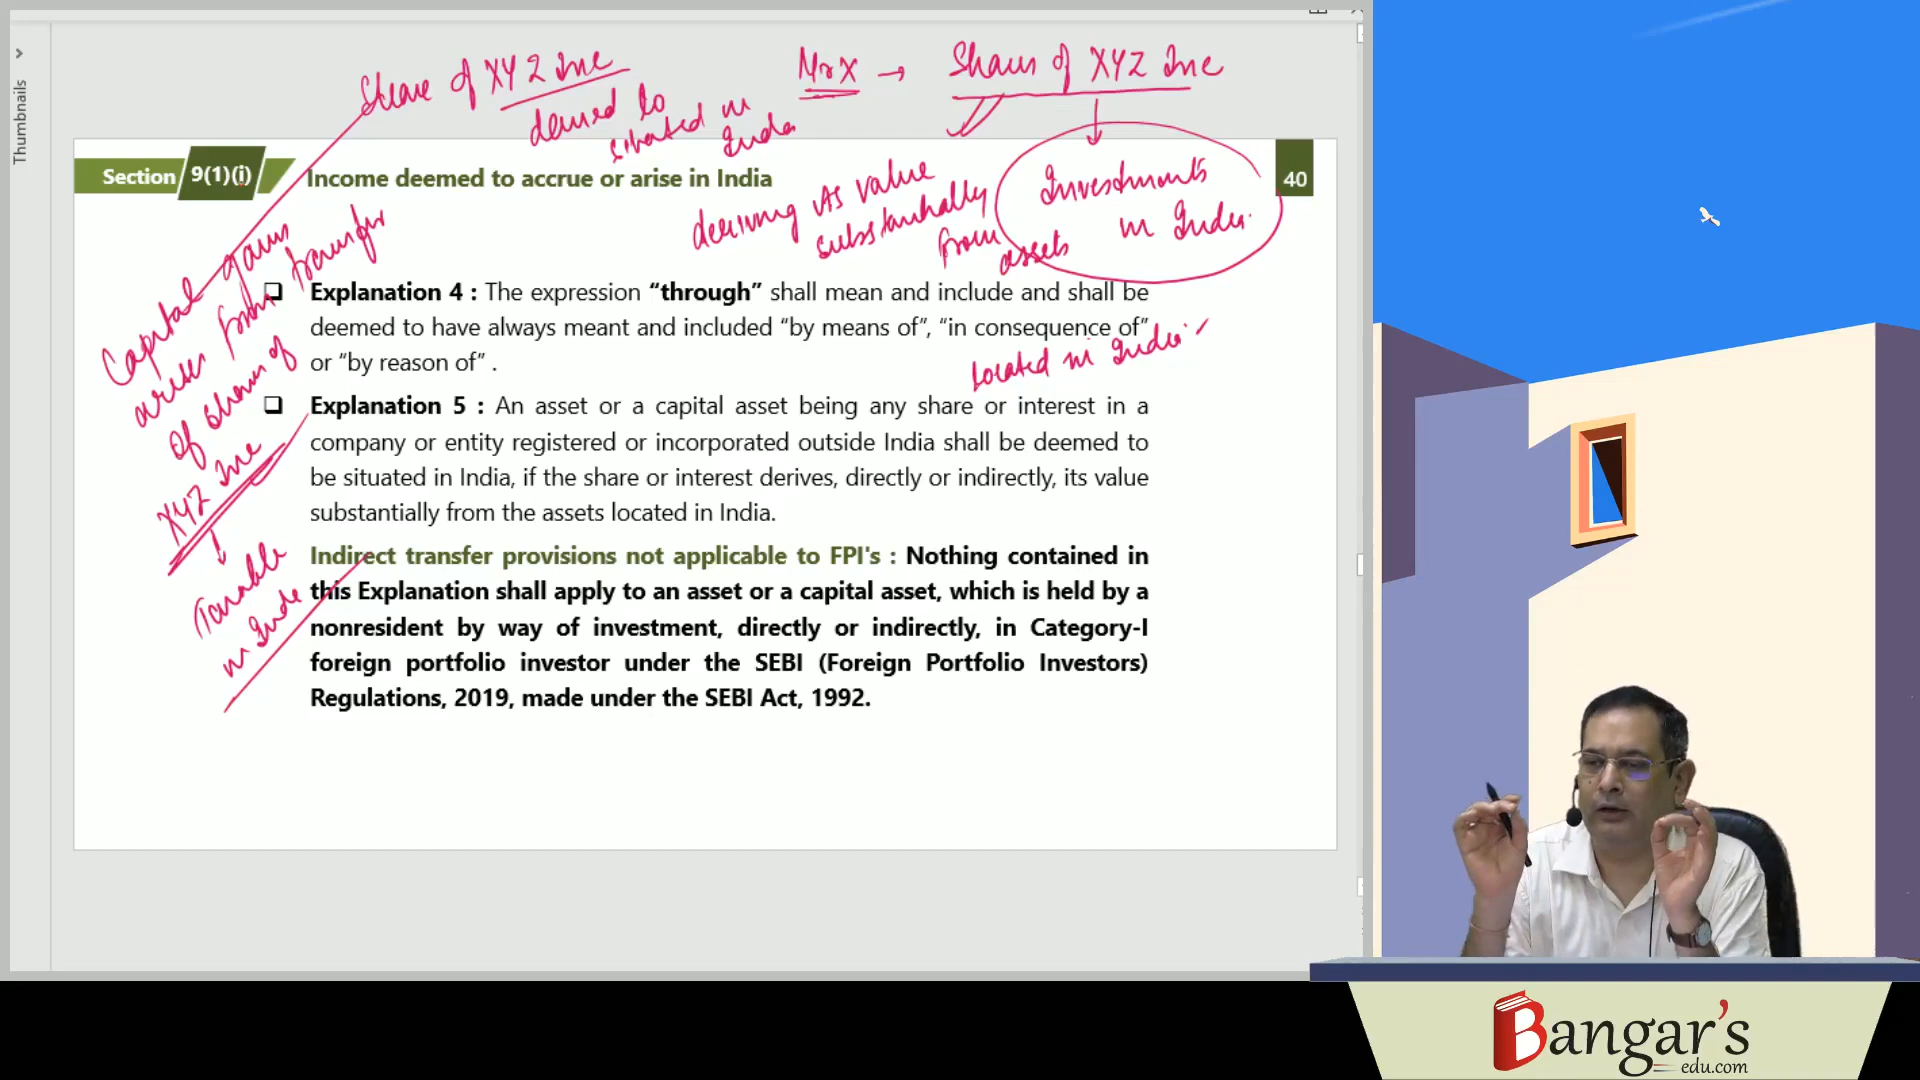 Thumbnails
Share of XYZ Inc
deemed to
situated in
India
Mr X → Shares of XYZ Inc
Investments
in India.
deriving its value
substantially
from
assets
located in India.
Section 9(1)(i) Income deemed to accrue or arise in India
40
Capital gains
arises from transfer
of shares of
XYZ Inc
Taxable
in India
Explanation 4 : The expression “through” shall mean and include and shall be
deemed to have always meant and included “by means of”, “in consequence of”
or “by reason of” .
Explanation 5 : An asset or a capital asset being any share or interest in a
company or entity registered or incorporated outside India shall be deemed to
be situated in India, if the share or interest derives, directly or indirectly, its value
substantially from the assets located in India.
Indirect transfer provisions not applicable to FPI's : Nothing contained in
this Explanation shall apply to an asset or a capital asset, which is held by a
nonresident by way of investment, directly or indirectly, in Category-I
foreign portfolio investor under the SEBI (Foreign Portfolio Investors)
Regulations, 2019, made under the SEBI Act, 1992.
Bangar's
edu.com